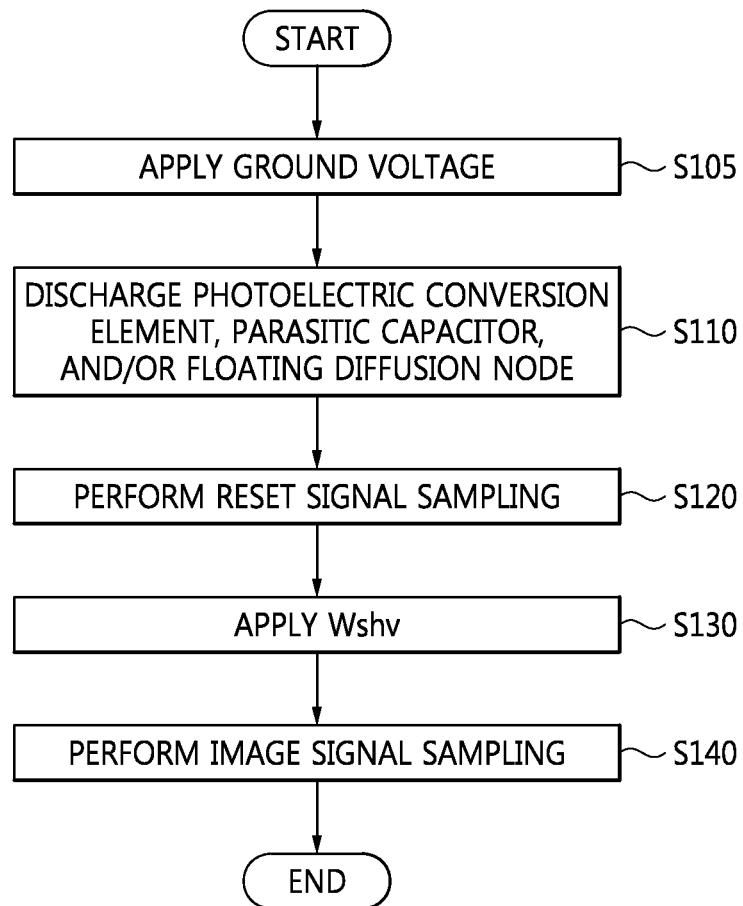 START
APPLY GROUND VOLTAGE
S105
DISCHARGE PHOTOELECTRIC CONVERSION
ELEMENT, PARASITIC CAPACITOR,
AND/OR FLOATING DIFFUSION NODE
S110
PERFORM RESET SIGNAL SAMPLING
S120
APPLY Wshv
S130
PERFORM IMAGE SIGNAL SAMPLING
S140
END